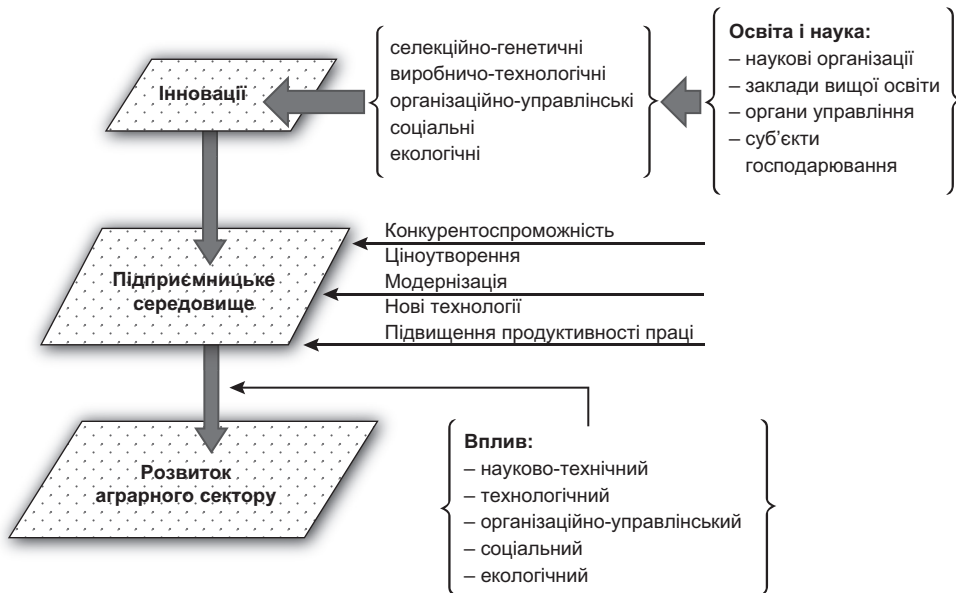 Інновації
селекційно-генетичні
виробничо-технологічні
організаційно-управлінські
соціальні
екологічні
Освіта і наука:
– наукові організації
– заклади вищої освіти
– органи управління
– суб’єкти
господарювання
Підприємницьке
середовище
Конкурентоспроможність
Ціноутворення
Модернізація
Нові технології
Підвищення продуктивності праці
Розвиток
аграрного сектору
Вплив:
– науково-технічний
– технологічний
– організаційно-управлінський
– соціальний
– екологічний